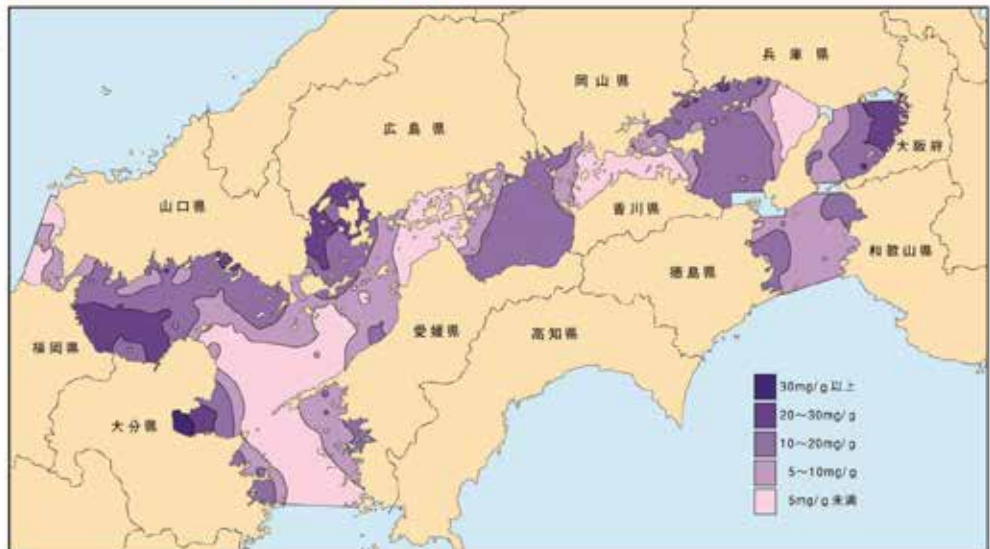 兵庫県
岡山県
広島県
大阪府
山口県
香川県
和歌山県
徳島県
愛媛県
高知県
福岡県
大分県
30mg/g以上
20～30mg/g
10～20mg/g
5～10mg/g
5mg/g未満